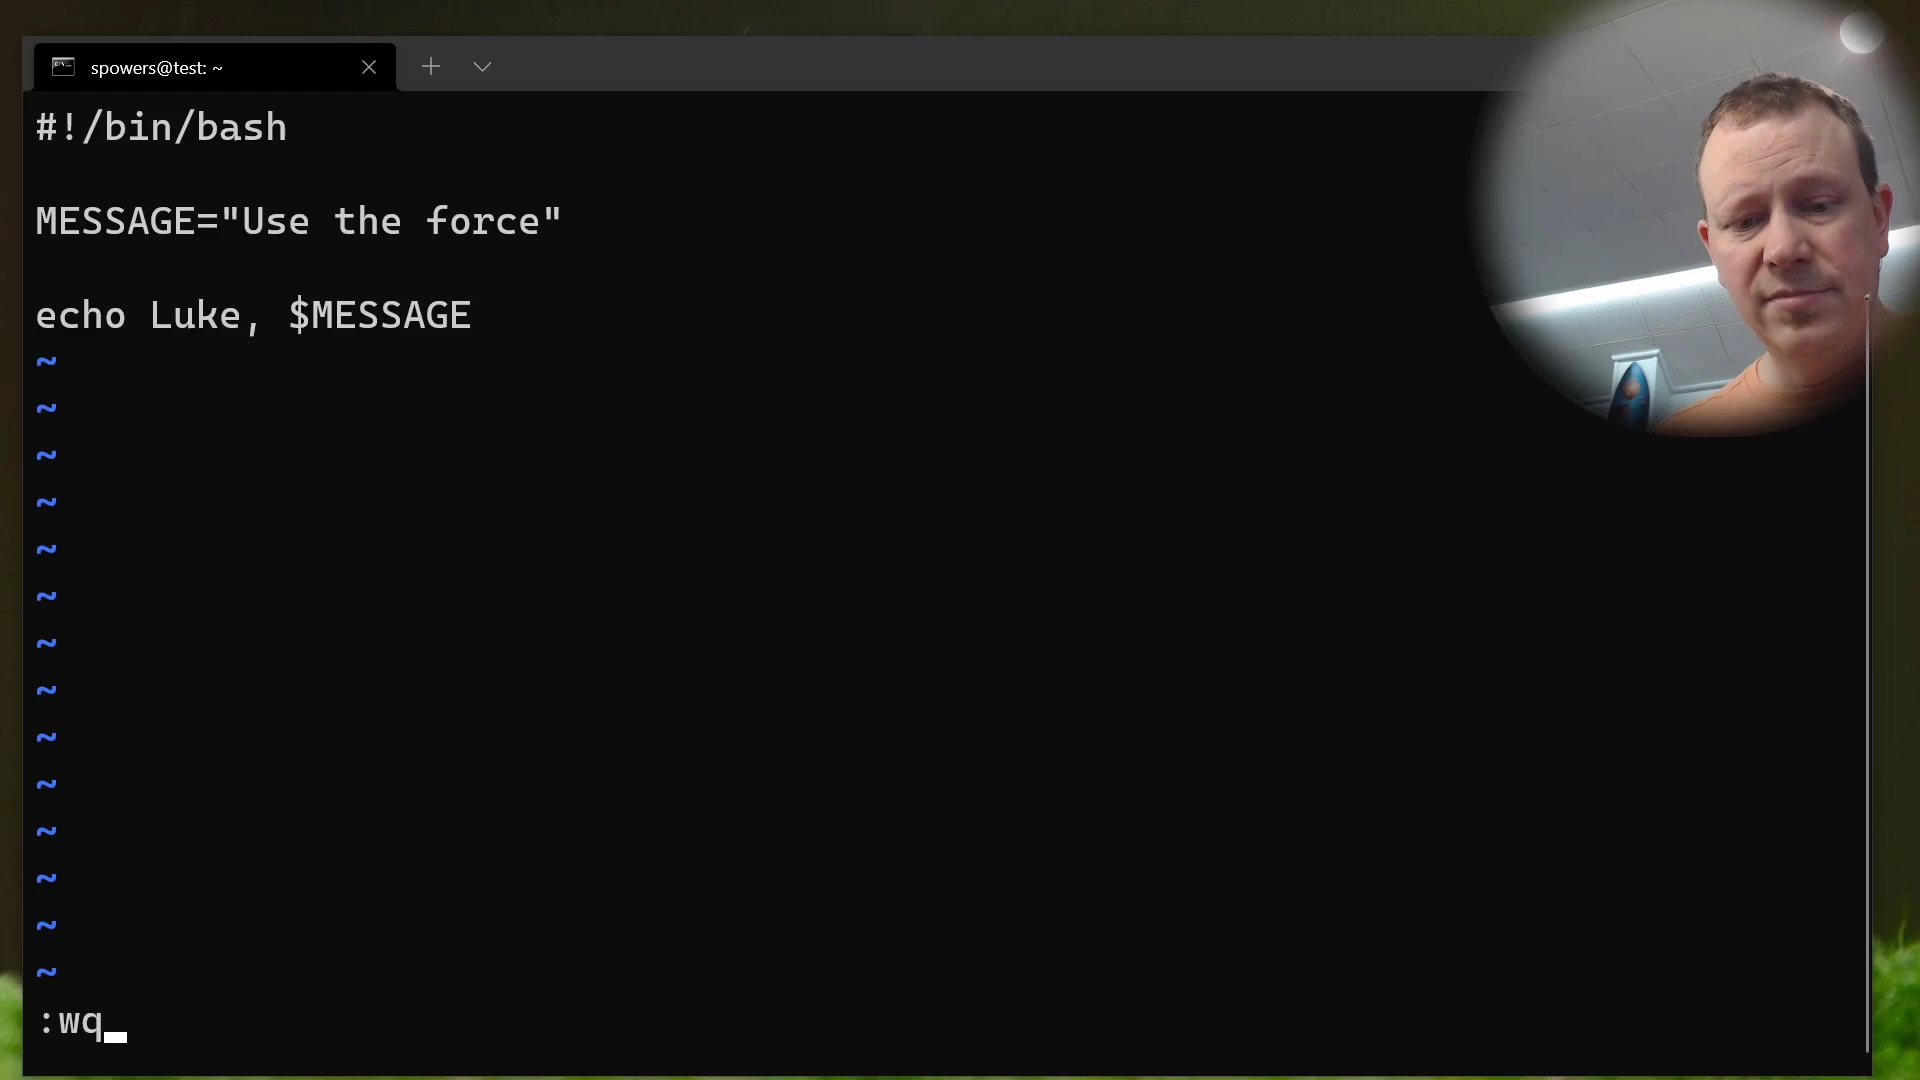 spowers@test: ~
#!/bin/bash
MESSAGE="Use the force"
echo Luke, $MESSAGE
~
~
~
~
~
~
~
~
~
~
~
~
~
~
:wq